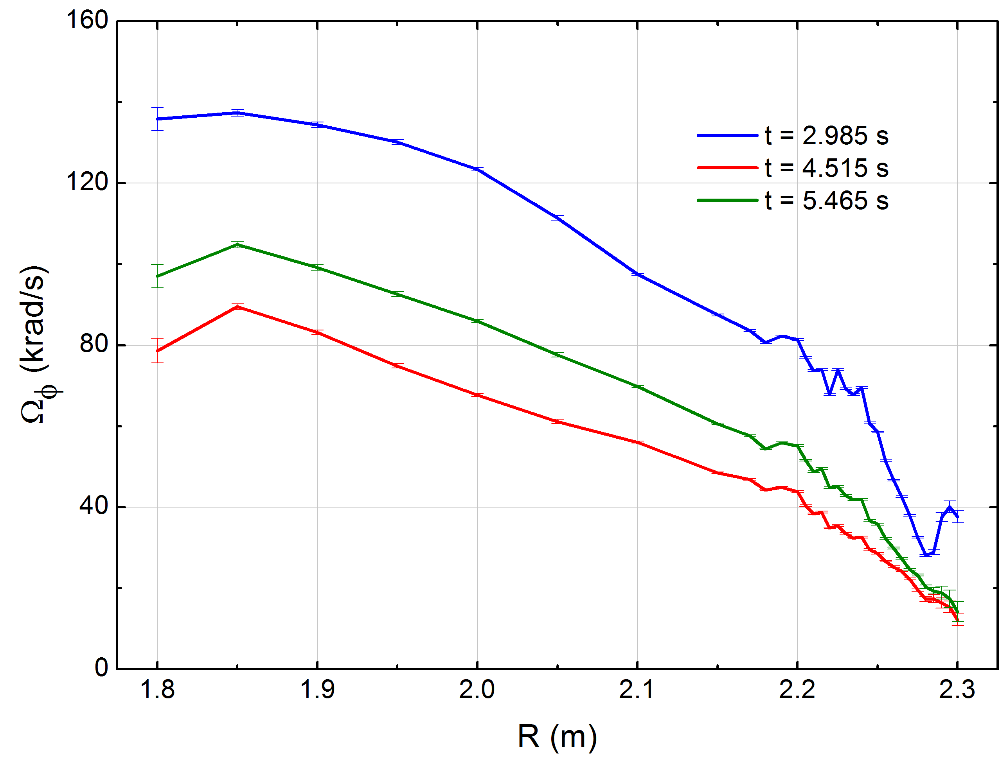 160
120
80
40
0
Ωϕ (krad/s)
t = 2.985 s
t = 4.515 s
t = 5.465 s
1.8 1.9 2.0 2.1 2.2 2.3
R (m)